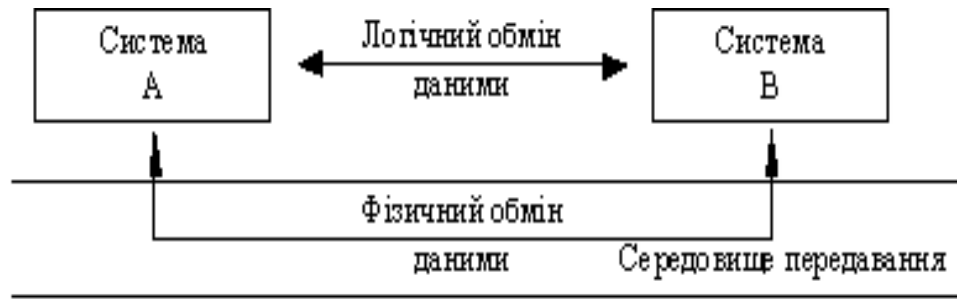 Система
А
Логічний обмін
даними
Система
В
Фізичний обмін
даними
Середовище передавання